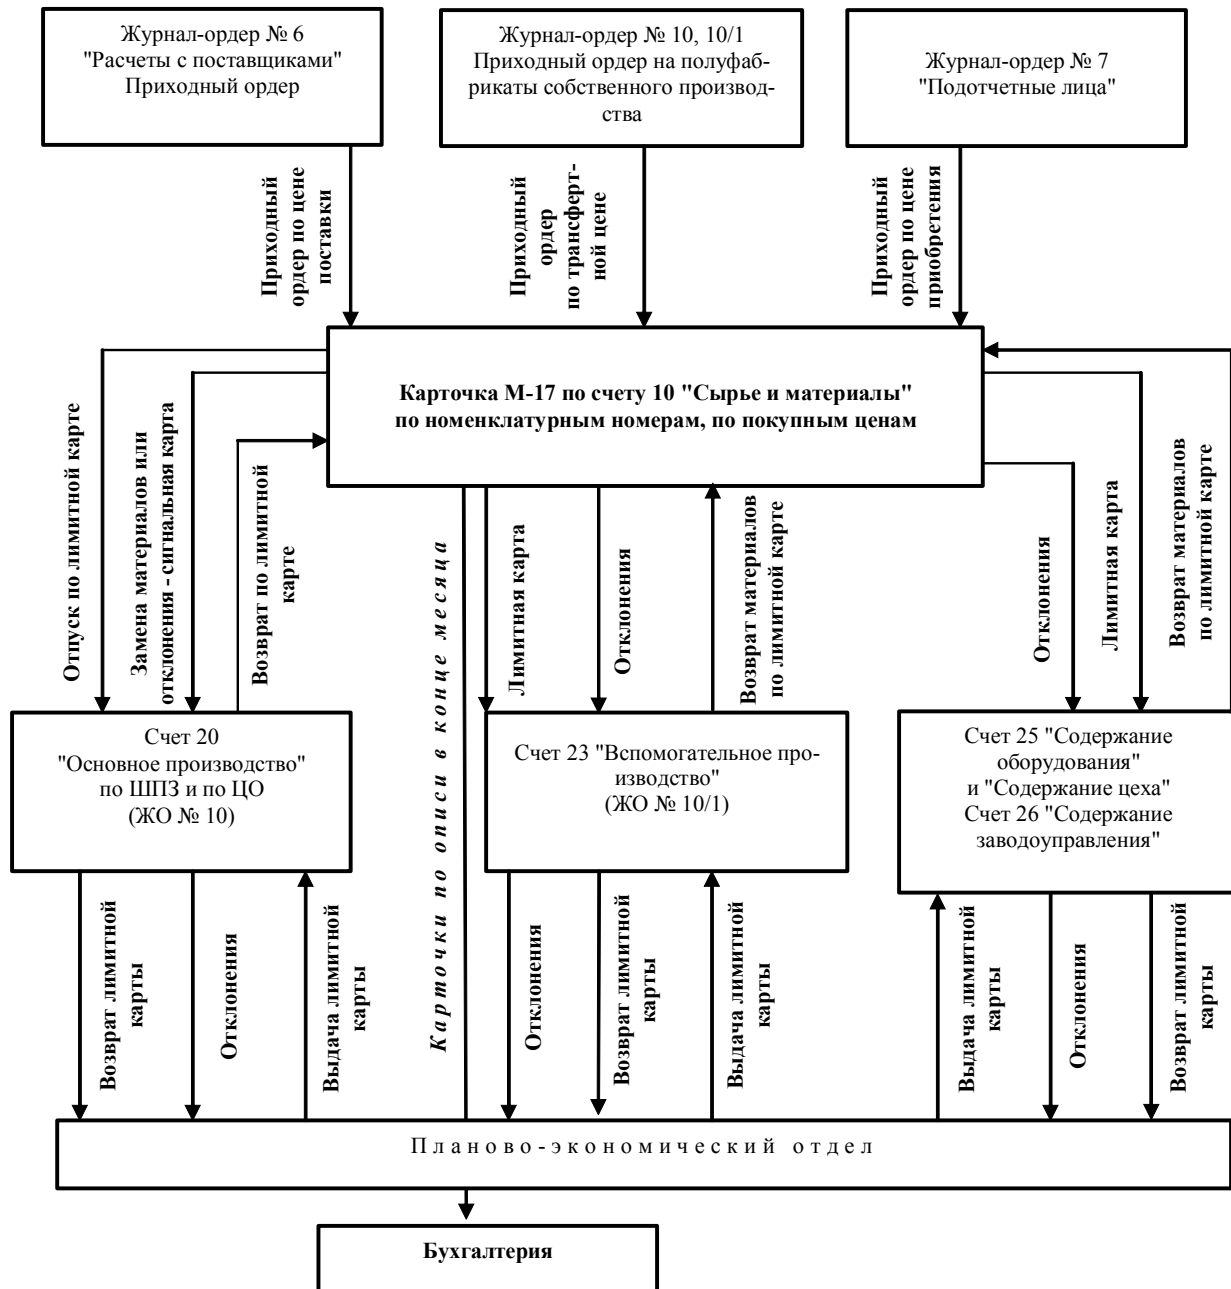 Журнал-ордер № 6
"Расчеты с поставщиками"
Приходный ордер
Журнал-ордер № 10, 10/1
Приходный ордер на полуфаб-
рикаты собственного производ-
ства
Журнал-ордер № 7
"Подотчетные лица"
Приходный
ордер по цене
поставки
Приходный
ордер
по трансферт-
ной цене
Приходный
ордер по цене
приобретения
Карточка М-17 по счету 10 "Сырье и материалы"
по номенклатурным номерам, по покупным ценам
Отпуск по лимитной карте
Замена материалов или
отклонения - сигнальная карта
Возврат по лимитной
карте
Карточки по описи в конце месяца
Лимитная карта
Отклонения
Возврат материалов
по лимитной карте
Отклонения
Лимитная карта
Возврат материалов
по лимитной карте
Счет 20
"Основное производство"
по ШПЗ и по ЦО
(ЖО № 10)
Счет 23 "Вспомогательное про-
изводство"
(ЖО № 10/1)
Счет 25 "Содержание
оборудования"
и "Содержание цеха"
Счет 26 "Содержание
заводоуправления"
Возврат лимитной
карты
Отклонения
Выдача лимитной
карты
Отклонения
Возврат лимитной
карты
Выдача лимитной
карты
Выдача лимитной
карты
Отклонения
Возврат лимитной
карты
Планово-экономический отдел
Бухгалтерия